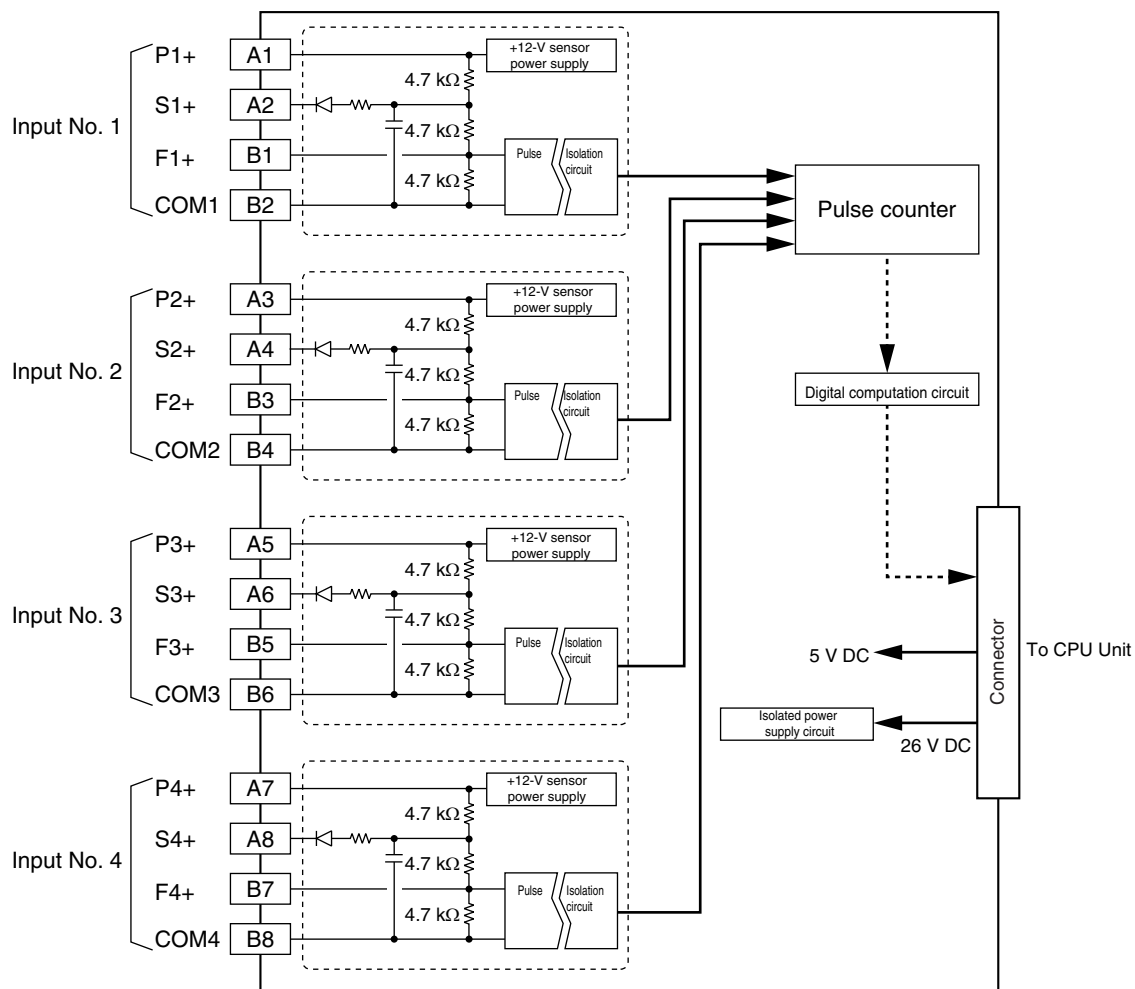 P1+ A1
+12-V sensor
power supply
4.7 kΩ
S1+ A2
4.7 kΩ
Input No. 1
F1+ B1
Pulse
Isolation
circuit
4.7 kΩ
COM1 B2
Pulse counter
P2+ A3
+12-V sensor
power supply
4.7 kΩ
S2+ A4
4.7 kΩ
Input No. 2
F2+ B3
Pulse
Isolation
circuit
4.7 kΩ
COM2 B4
Digital computation circuit
P3+ A5
+12-V sensor
power supply
4.7 kΩ
S3+ A6
4.7 kΩ
Input No. 3
F3+ B5
Pulse
Isolation
circuit
4.7 kΩ
COM3 B6
Connector
To CPU Unit
5 V DC
Isolated power
supply circuit
26 V DC
P4+ A7
+12-V sensor
power supply
4.7 kΩ
S4+ A8
4.7 kΩ
Input No. 4
F4+ B7
Pulse
Isolation
circuit
4.7 kΩ
COM4 B8